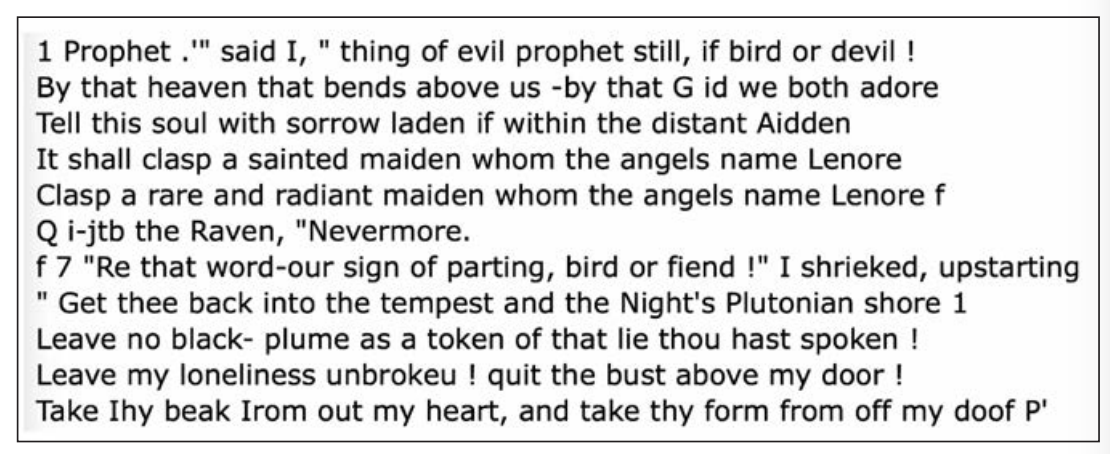 1 Prophet .'" said I, " thing of evil prophet still, if bird or devil !
By that heaven that bends above us -by that G id we both adore
Tell this soul with sorrow laden if within the distant Aidden
It shall clasp a sainted maiden whom the angels name Lenore
Clasp a rare and radiant maiden whom the angels name Lenore f
Q i-jtb the Raven, "Nevermore.
f 7 "Re that word-our sign of parting, bird or fiend !" I shrieked, upstarting
" Get thee back into the tempest and the Night's Plutonian shore 1
Leave no black- plume as a token of that lie thou hast spoken !
Leave my loneliness unbrokeu ! quit the bust above my door !
Take Ihy beak Irom out my heart, and take thy form from off my doof P'